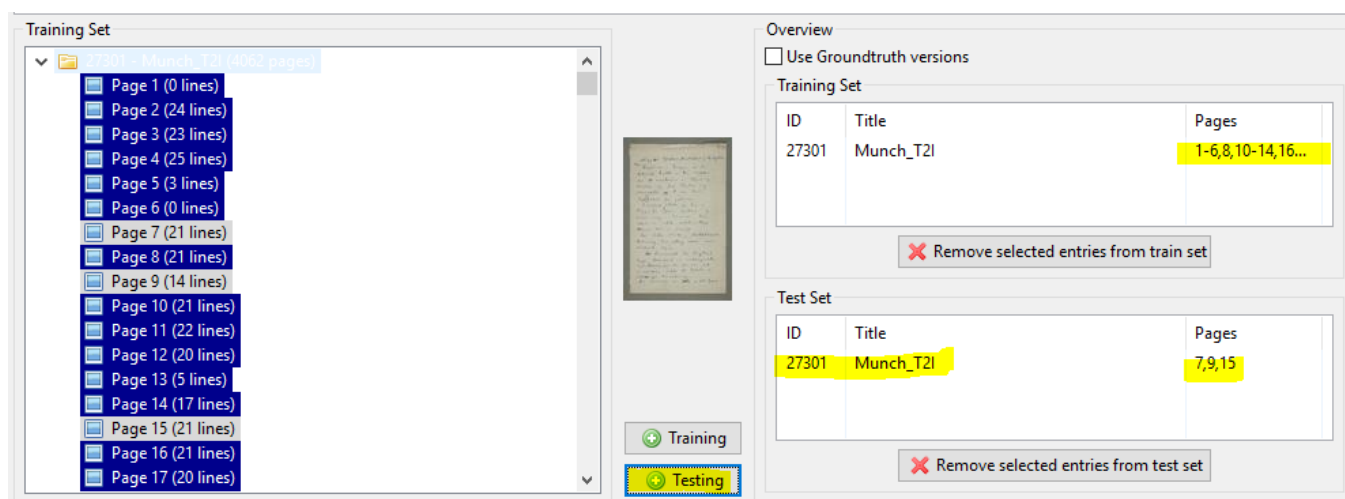 Training Set
27301 - Munch_T2I (4062 pages)
Page 1 (0 lines)
Page 2 (24 lines)
Page 3 (23 lines)
Page 4 (25 lines)
Page 5 (3 lines)
Page 6 (0 lines)
Page 7 (21 lines)
Page 8 (21 lines)
Page 9 (14 lines)
Page 10 (21 lines)
Page 11 (22 lines)
Page 12 (20 lines)
Page 13 (5 lines)
Page 14 (17 lines)
Page 15 (21 lines)
Page 16 (21 lines)
Page 17 (20 lines)
Training
Testing
Overview
Use Groundtruth versions
Training Set
ID Title Pages
27301 Munch_T2I 1-6,8,10-14,16...
Remove selected entries from train set
Test Set
ID Title Pages
27301 Munch_T2I 7,9,15
Remove selected entries from test set